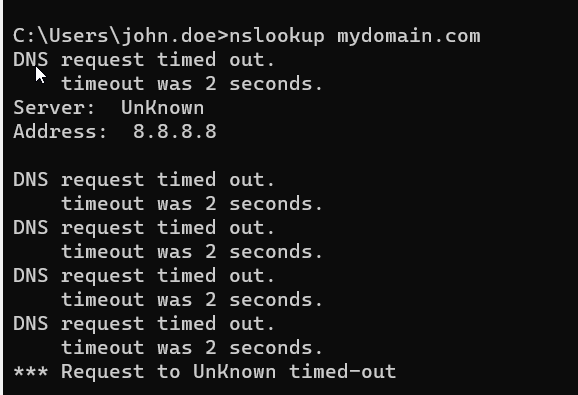 C:\Users\john.doe>nslookup mydomain.com
DNS request timed out.
    timeout was 2 seconds.
Server:  UnKnown
Address:  8.8.8.8

DNS request timed out.
    timeout was 2 seconds.
DNS request timed out.
    timeout was 2 seconds.
DNS request timed out.
    timeout was 2 seconds.
DNS request timed out.
    timeout was 2 seconds.
*** Request to UnKnown timed-out